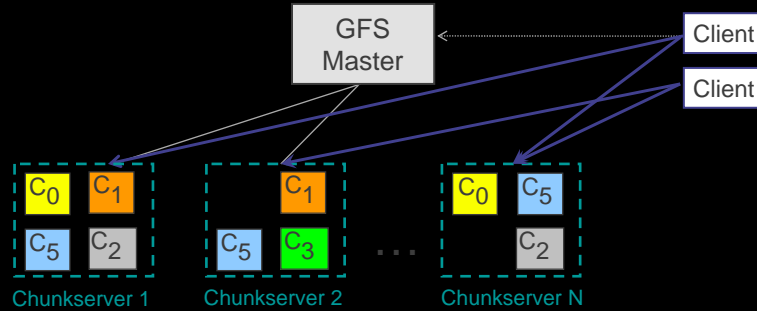 GFS
Master
Client
Client
C0 C1
C5 C2
Chunkserver 1
C1
C5 C3
Chunkserver 2
...
C0 C5
C2
Chunkserver N